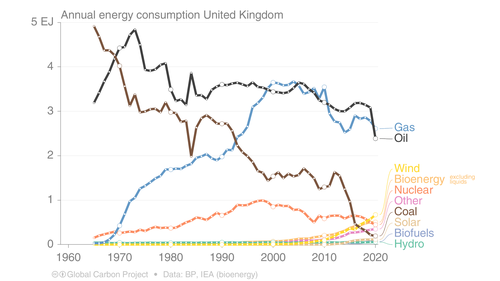 Annual energy consumption United Kingdom
5 EJ
4
3
2
1
0
1960 1970 1980 1990 2000 2010 2020
Gas
Oil
Wind
Bioenergy excluding liquids
Nuclear
Other
Coal
Solar
Biofuels
Hydro
Global Carbon Project • Data: BP, IEA (bioenergy)